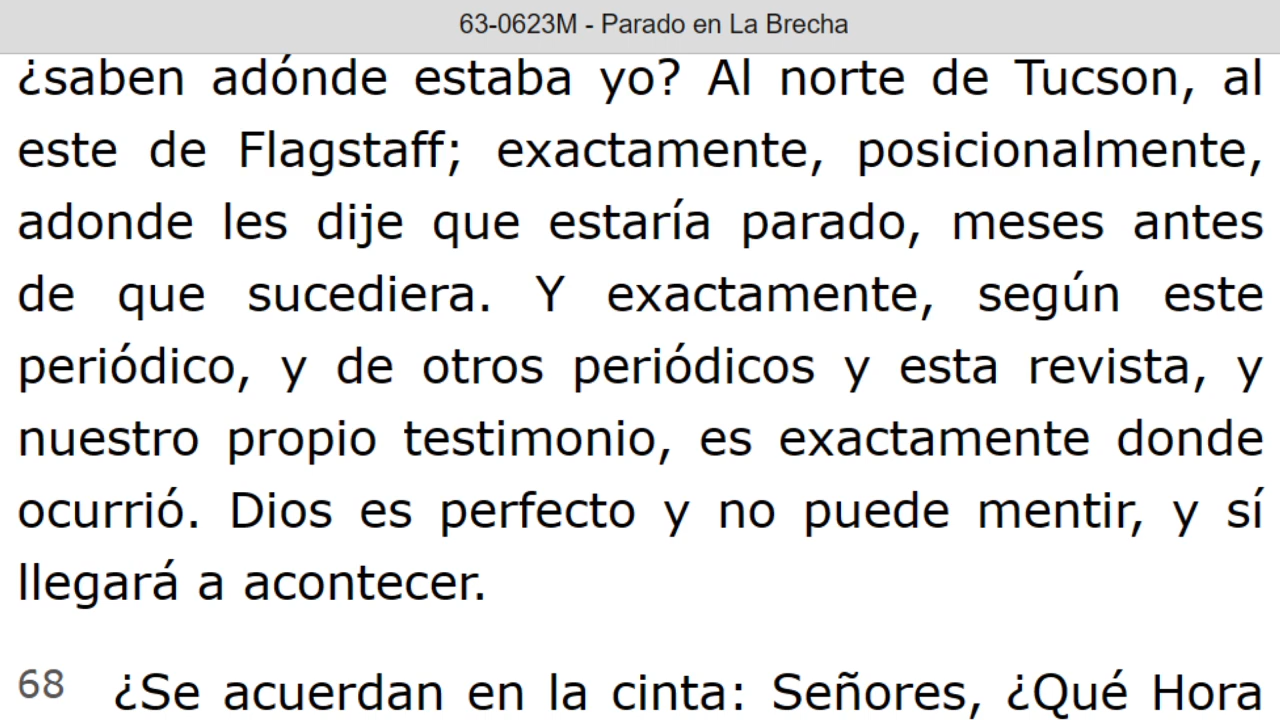 63-0623M - Parado en La Brecha
¿saben adónde estaba yo? Al norte de Tucson, al
este de Flagstaff; exactamente, posicionalmente,
adonde les dije que estaría parado, meses antes
de que sucediera. Y exactamente, según este
periódico, y de otros periódicos y esta revista, y
nuestro propio testimonio, es exactamente donde
ocurrió. Dios es perfecto y no puede mentir, y sí
llegará a acontecer.
68 ¿Se acuerdan en la cinta: Señores, ¿Qué Hora